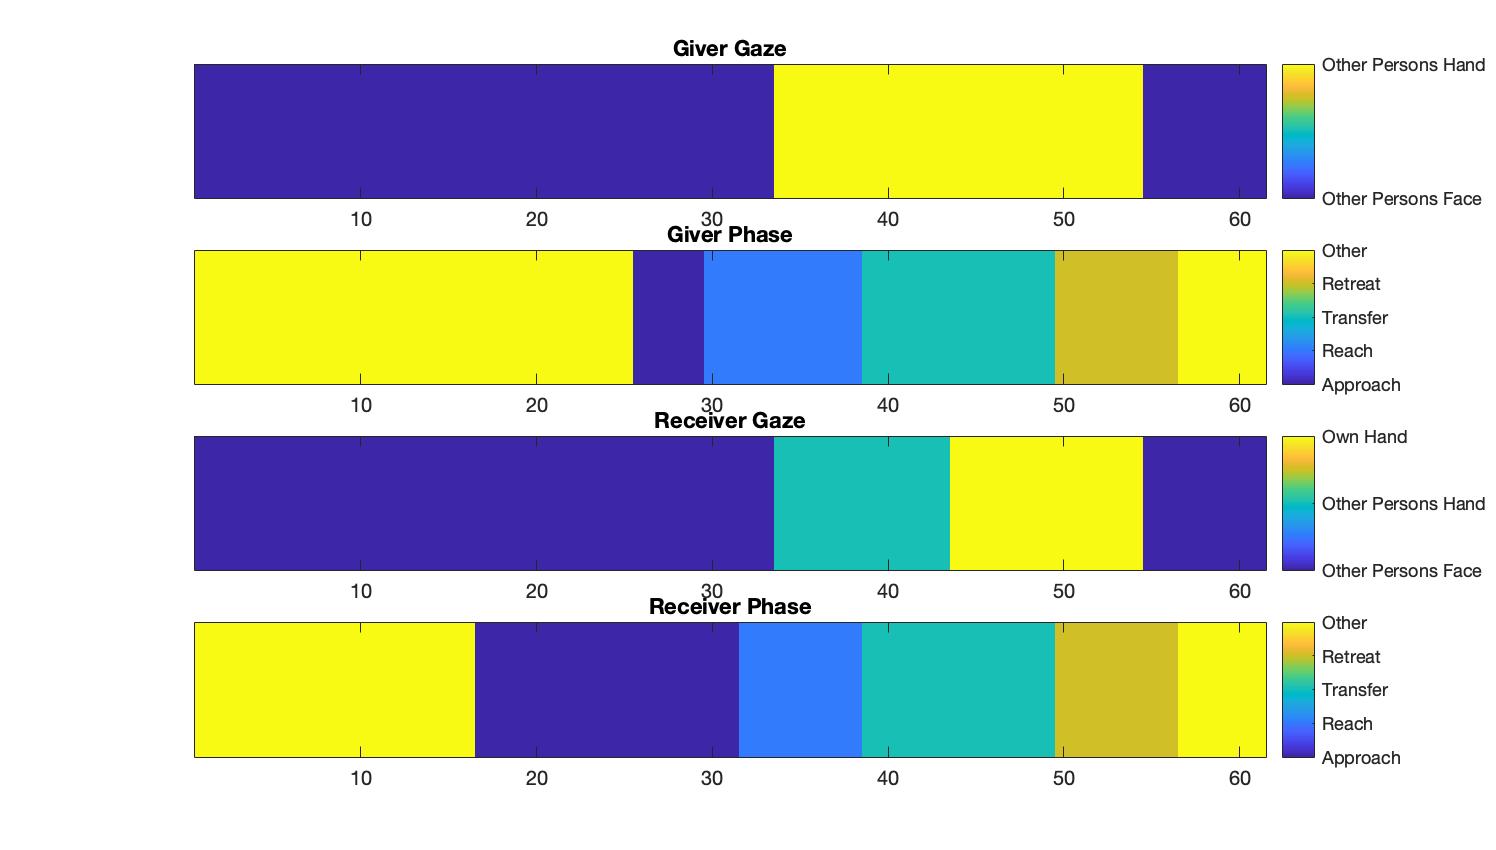 Giver Gaze
Other Persons Hand
Other Persons Face
10 20 30 40 50 60
Giver Phase
Other
Retreat
Transfer
Reach
Approach
10 20 30 40 50 60
Receiver Gaze
Own Hand
Other Persons Hand
Other Persons Face
10 20 30 40 50 60
Receiver Phase
Other
Retreat
Transfer
Reach
Approach
10 20 30 40 50 60